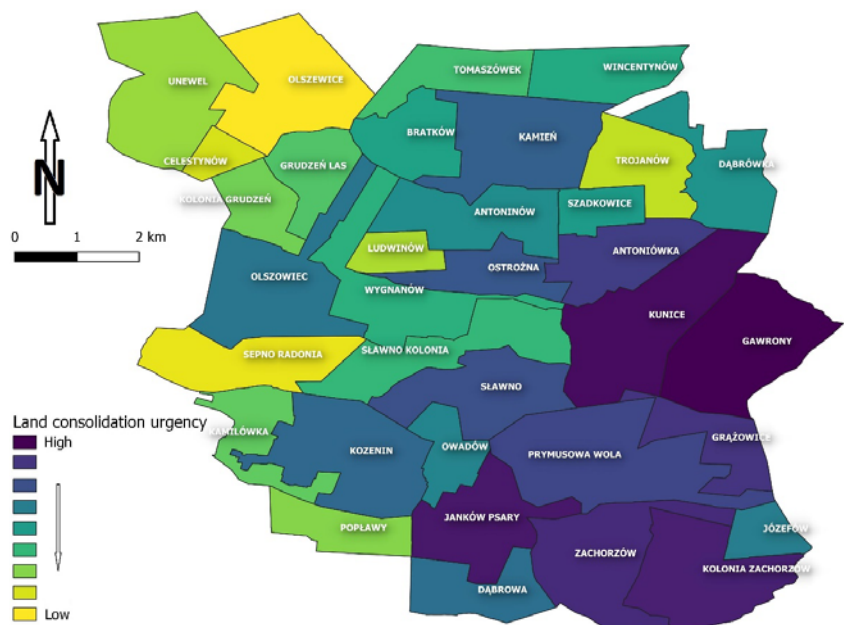 UNEWEL
OLSZEWICE
TOMASZÓWEK
WINCENTYNÓW
BRATKÓW
KAMIEŃ
CELESTYNÓW
GRUDZEŃ LAS
TROJANÓW
DĄBRÓWKA
N
KOLONIA GRUDZEŃ
ANTONINÓW
SZADKOWICE
0 1 2 km
LUDWINÓW
ANTONIÓWKA
OLSZOWIEC
OSTROŻNA
WYGNANÓW
KUNICE
GAWRONY
SEPNO RADONIA
SŁAWNO KOLONIA
SŁAWNO
Land consolidation urgency
High
KAMILÓWKA
KOZENIN
OWADÓW
PRYMUSOWA WOLA
GRĄŻOWICE
POPŁAWY
JANKÓW PSARY
JÓZEFÓW
ZACHORZÓW
KOLONIA ZACHORZÓW
DĄBROWA
Low